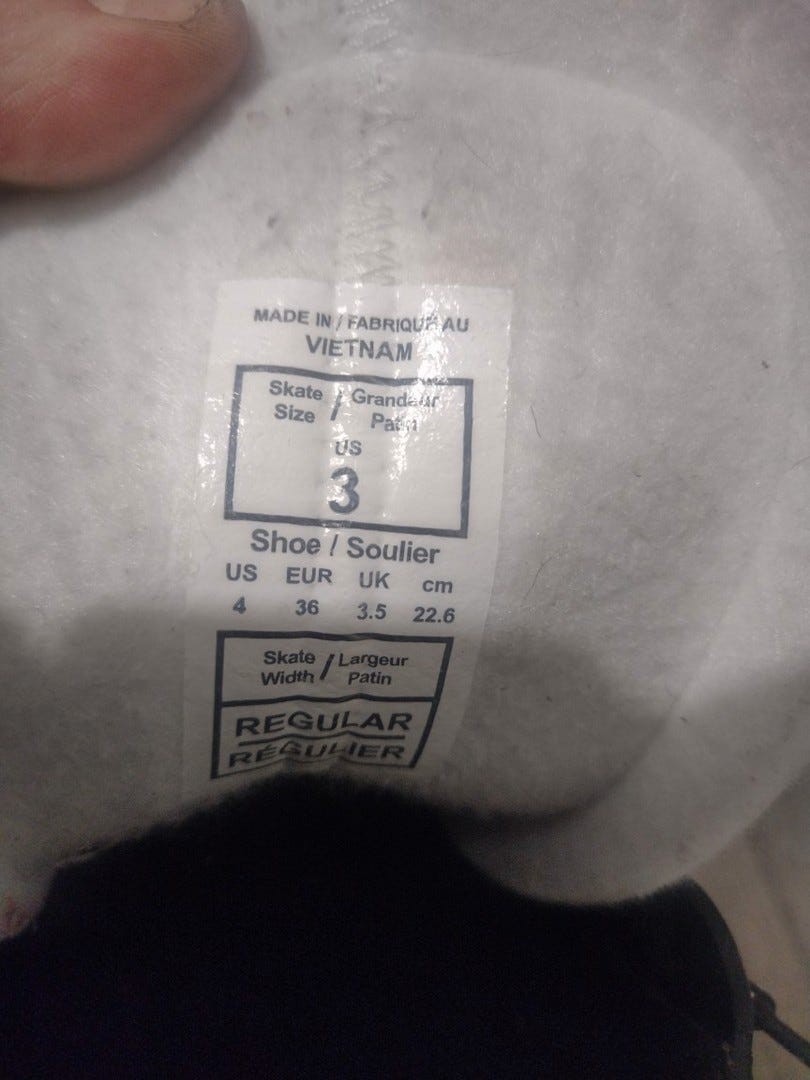 MADE IN / FABRIQUÉ AU
VIETNAM
Skate Size / Grandeur Patin
US
3
Shoe / Soulier
US EUR UK cm
4 36 3.5 22.6
Skate Width / Largeur Patin
REGULAR
RÉGULIER